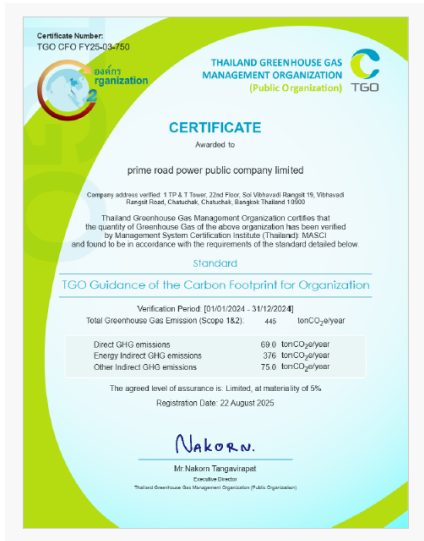 Certificate Number:
TGO CFO FY25-03-750
องค์กร
rganization
2
THAILAND GREENHOUSE GAS
MANAGEMENT ORGANIZATION
(Public Organization)
TGO
CERTIFICATE
Awarded to
prime road power public company limited
Company address verified: 1 TP & T Tower, 22nd Floor, Soi Vibhavadi Rangsit 19, Vibhavadi
Rangsit Road, Chatuchak, Chatuchak, Bangkok Thailand 10900
Thailand Greenhouse Gas Management Organization certifies that
the quantity of Greenhouse Gas of the above organization has been verified
by Management System Certification Institute (Thailand): MASCI
and found to be in accordance with the requirements of the standard detailed below.
Standard
TGO Guidance of the Carbon Footprint for Organization
Verification Period: [01/01/2024 - 31/12/2024]
Total Greenhouse Gas Emission (Scope 1&2): 445 tonCO₂e/year
Direct GHG emissions 69.0 tonCO₂e/year
Energy Indirect GHG emissions 376 tonCO₂e/year
Other Indirect GHG emissions 75.0 tonCO₂e/year
The agreed level of assurance is: Limited, at materiality of 5%
Registration Date: 22 August 2025
NAKORN.
Mr.Nakorn Tangavirapat
Executive Director
Thailand Greenhouse Gas Management Organization (Public Organization)